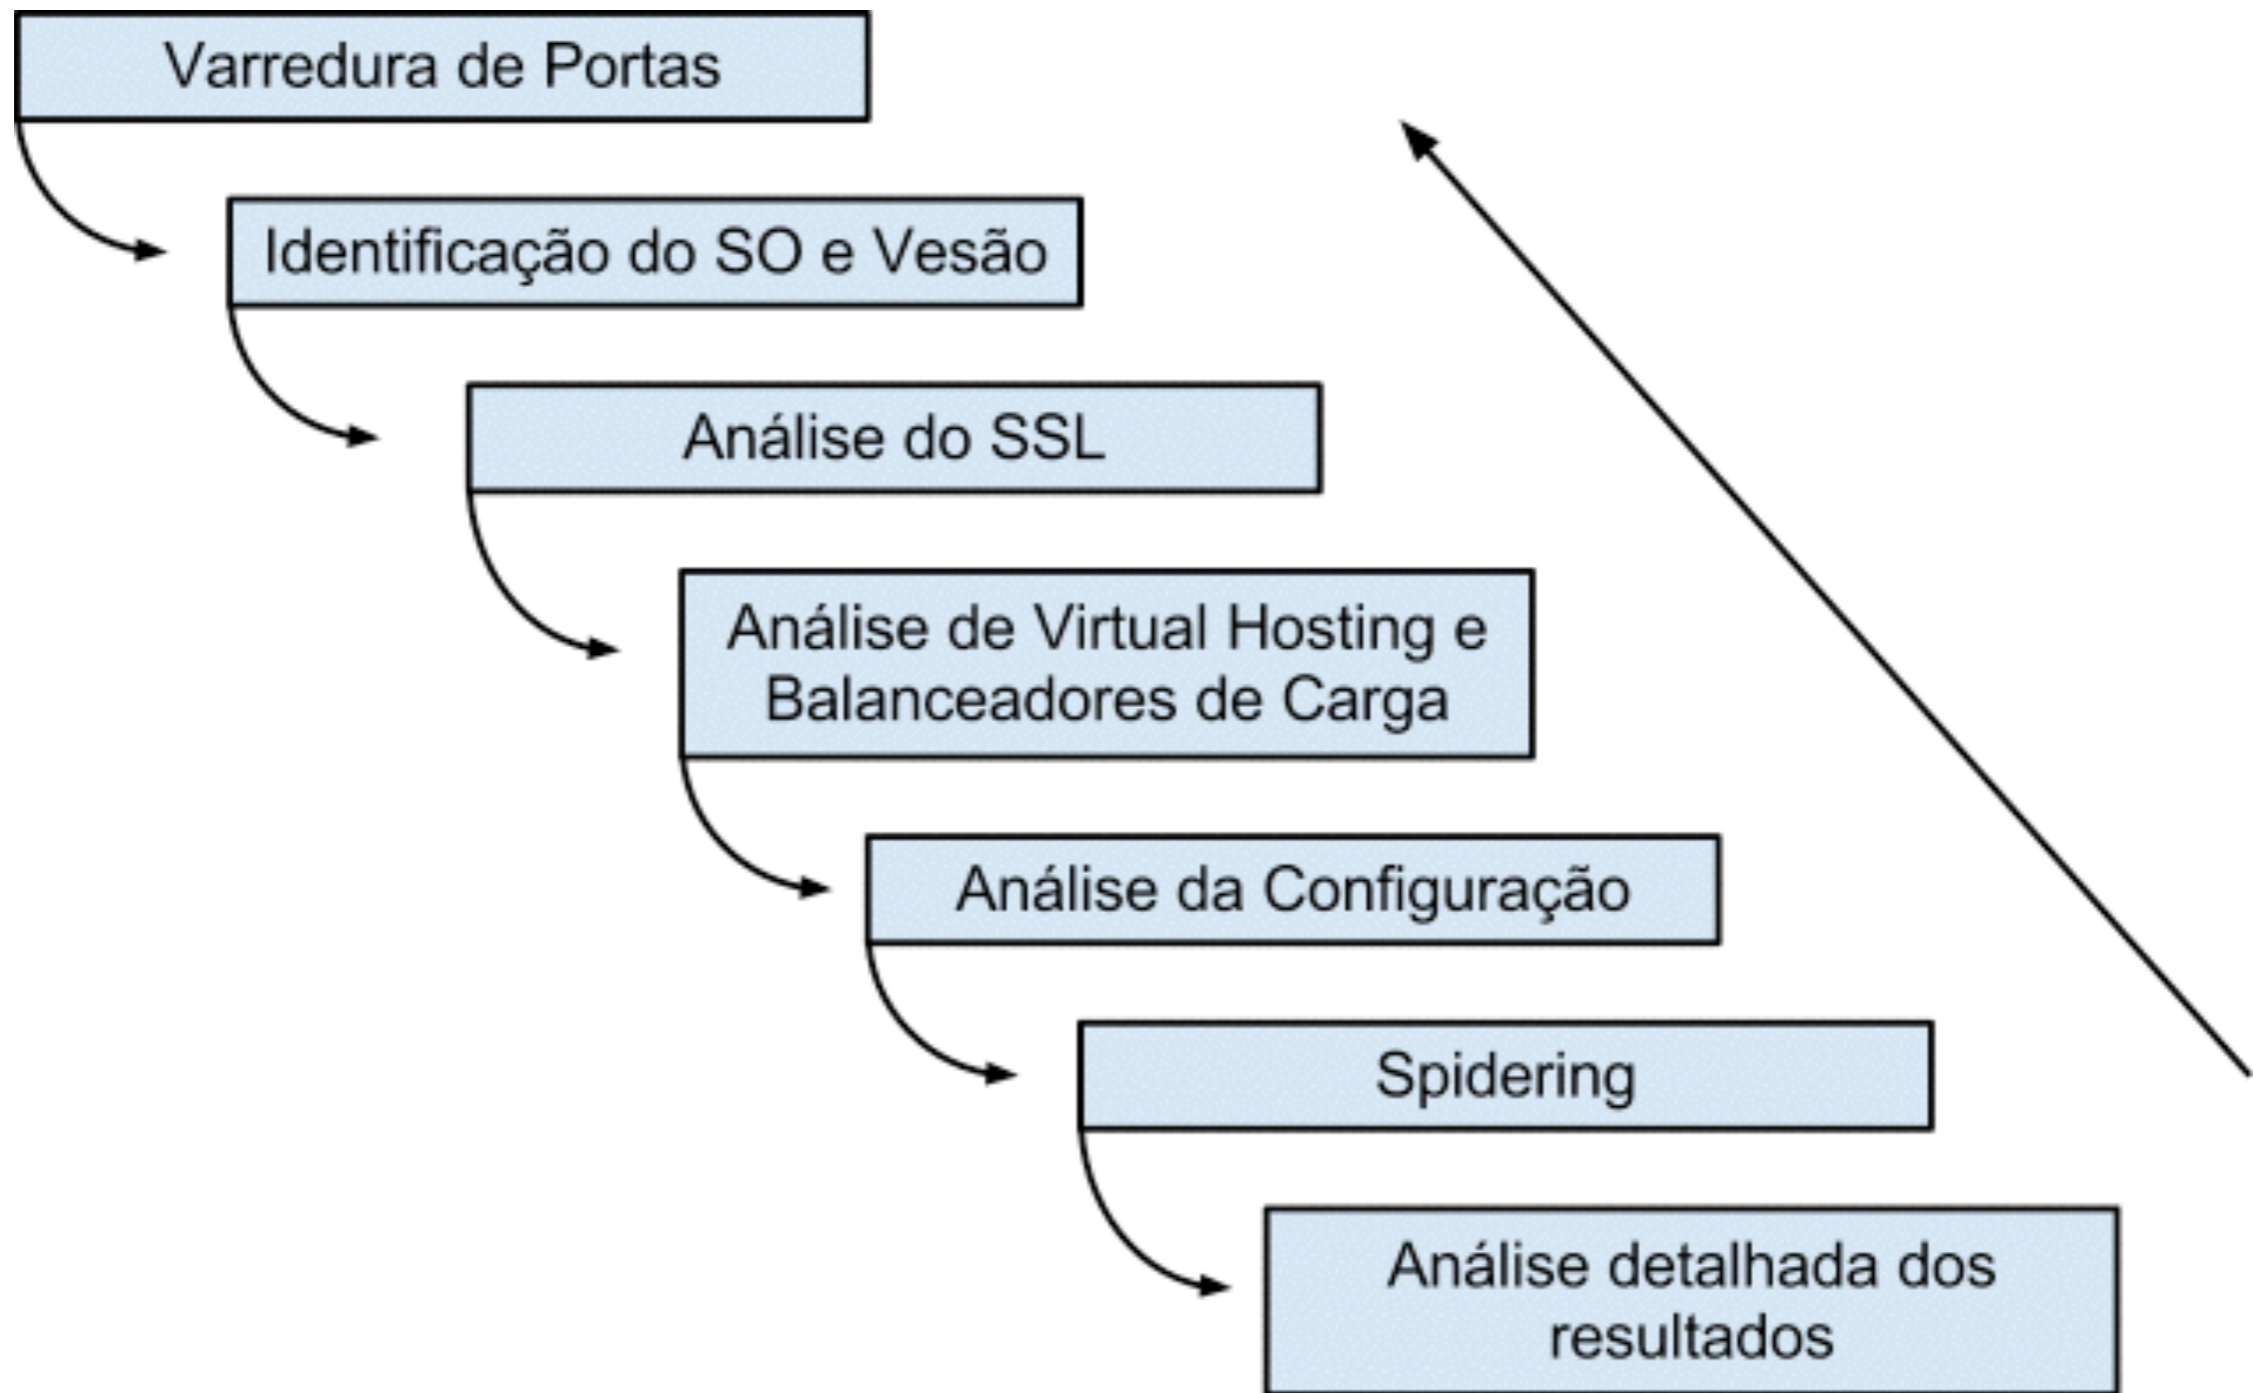 Varredura de Portas
Identificação do SO e Vesão
Análise do SSL
Análise de Virtual Hosting e
Balanceadores de Carga
Análise da Configuração
Spidering
Análise detalhada dos
resultados